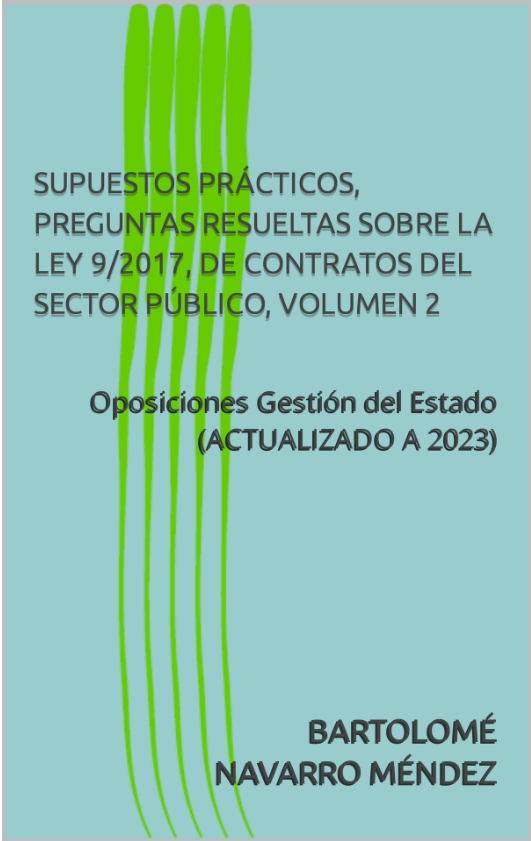 SUPUESTOS PRÁCTICOS,
PREGUNTAS RESUELTAS SOBRE LA
LEY 9/2017, DE CONTRATOS DEL
SECTOR PÚBLICO, VOLUMEN 2
Oposiciones Gestión del Estado
(ACTUALIZADO A 2023)
BARTOLOMÉ
NAVARRO MÉNDEZ